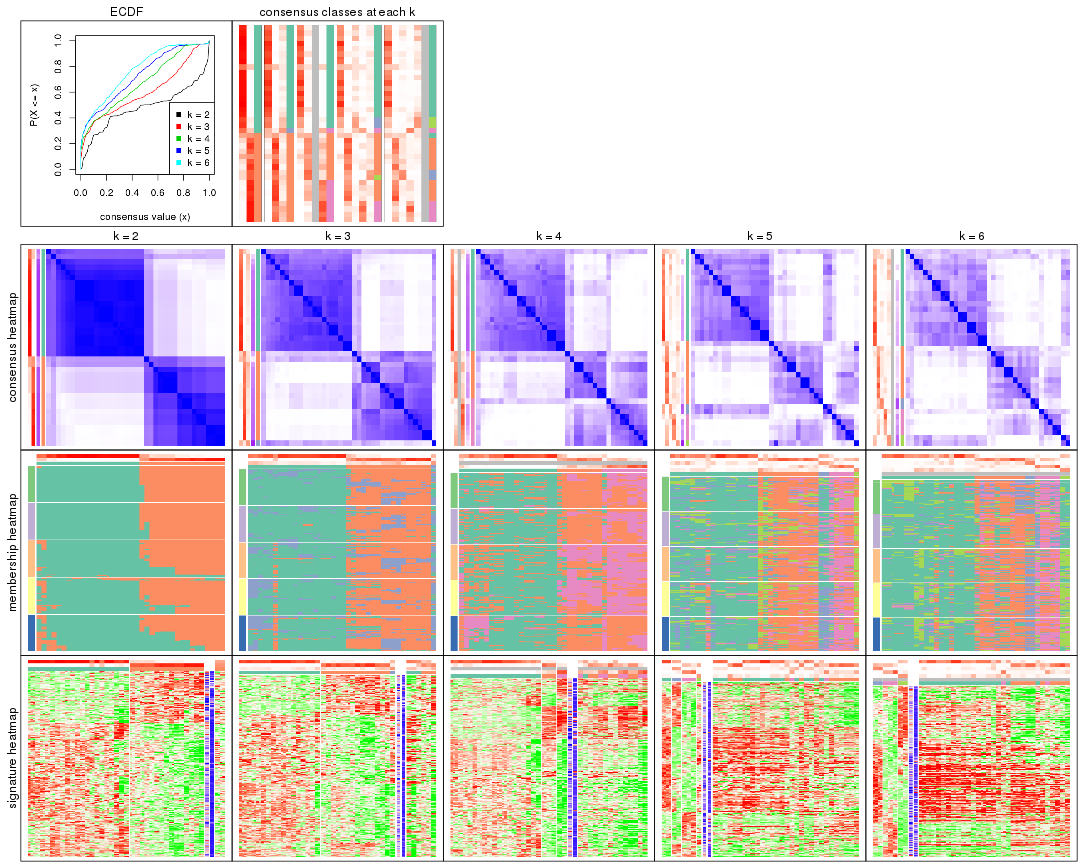 ECDF
consensus classes at each k
P(X <= x)
0.0 0.2 0.4 0.6 0.8 1.0
k = 2
k = 3
k = 4
k = 5
k = 6
0.0 0.2 0.4 0.6 0.8 1.0
consensus value (x)
k = 2
k = 3
k = 4
k = 5
k = 6
consensus heatmap
membership heatmap
signature heatmap